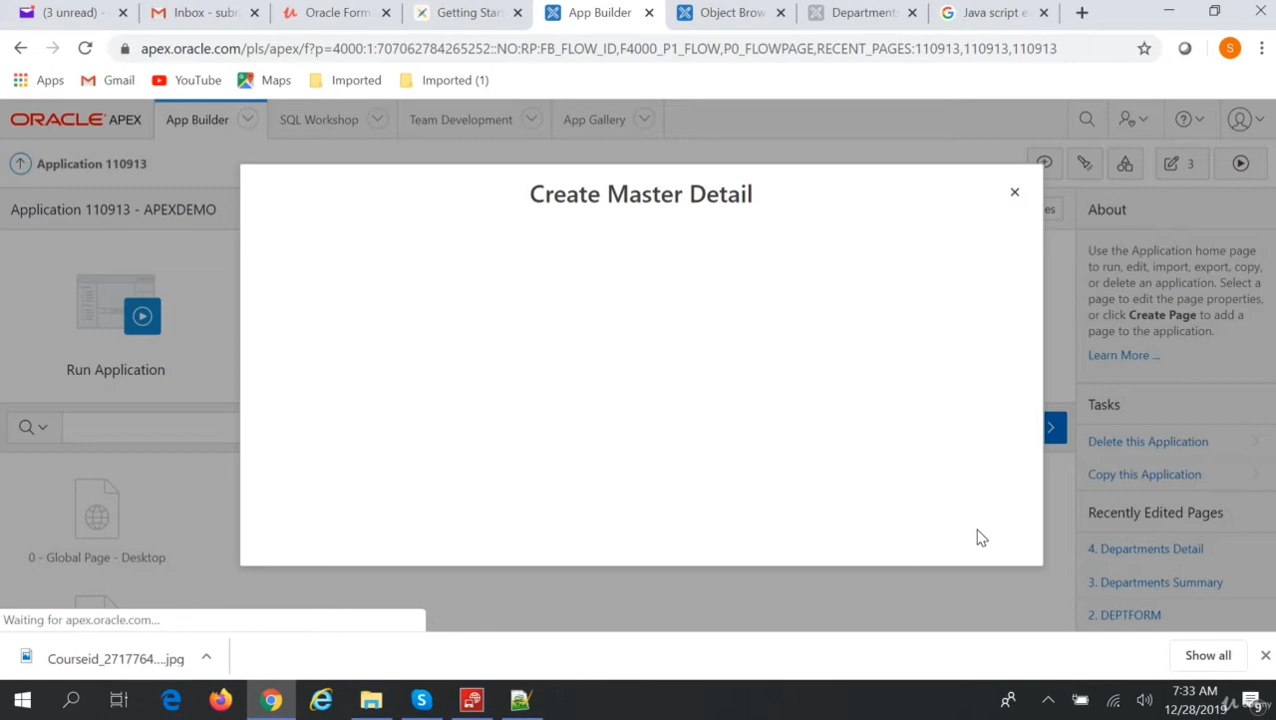 (3 unread) -
Inbox - subr
Oracle Form
Getting Star
App Builder
Object Brow
Departments
Java script e
apex.oracle.com/pls/apex/f?p=4000:1:707062784265252::NO:RP:FB_FLOW_ID,F4000_P1_FLOW,P0_FLOWPAGE,RECENT_PAGES:110913,110913,110913
S
Apps
Gmail
YouTube
Maps
Imported
Imported (1)
ORACLE APEX
App Builder
SQL Workshop
Team Development
App Gallery
Application 110913
3
Create Master Detail
Application 110913 - APEXDEMO
es
About
Use the Application home page
to run, edit, import, export, copy,
or delete an application. Select a
page to edit the page properties,
or click Create Page to add a
page to the application.
Learn More ...
Run Application
Tasks
Delete this Application
Copy this Application
Recently Edited Pages
4. Departments Detail
3. Departments Summary
2. DEPTFORM
0 - Global Page - Desktop
Waiting for apex.oracle.com...
Courseid_2717764....jpg
Show all
7:33 AM
12/28/2019